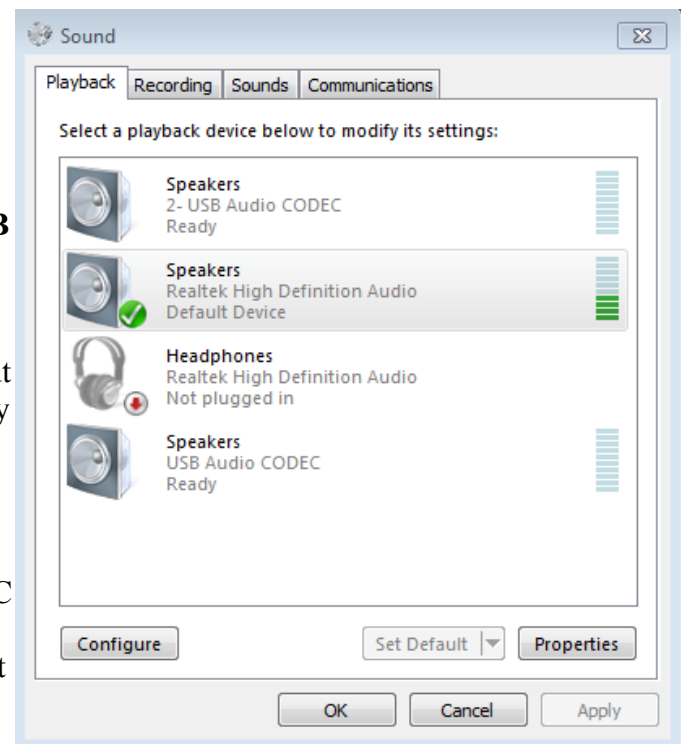 Sound
Playback Recording Sounds Communications
Select a playback device below to modify its settings:
Speakers
2- USB Audio CODEC
Ready
Speakers
Realtek High Definition Audio
Default Device
Headphones
Realtek High Definition Audio
Not plugged in
Speakers
USB Audio CODEC
Ready
Configure Set Default Properties
OK Cancel Apply